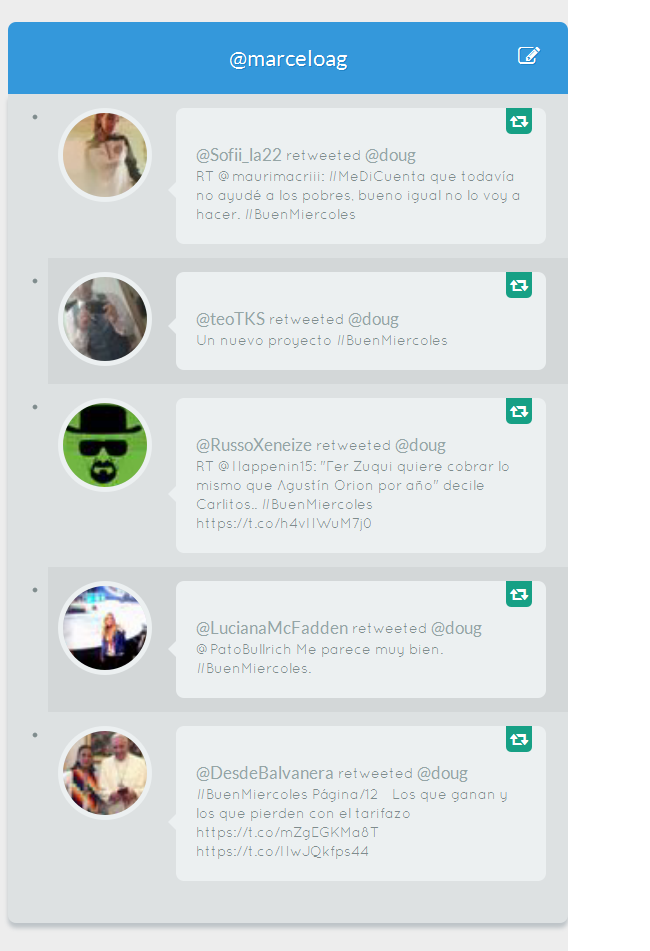 @marceloag
@Sofii_la22 retweeted @doug
RT @maurimacriii: #MeDiCuenta que todavía
no ayudé a los pobres, bueno igual no lo voy a
hacer. #BuenMiercoles
@teoTKS retweeted @doug
Un nuevo proyecto #BuenMiercoles
@RussoXeneize retweeted @doug
RT @Happenin15: "Fer Zuqui quiere cobrar lo
mismo que Agustín Orion por año" decile
Carlitos.. #BuenMiercoles
https://t.co/h4vHWuM7j0
@LucianaMcFadden retweeted @doug
@PatoBullrich Me parece muy bien.
#BuenMiercoles.
@DesdeBalvanera retweeted @doug
#BuenMiercoles Página/12 Los que ganan y
los que pierden con el tarifazo
https://t.co/mZgEGKMa8T
https://t.co/HwJQkfps44